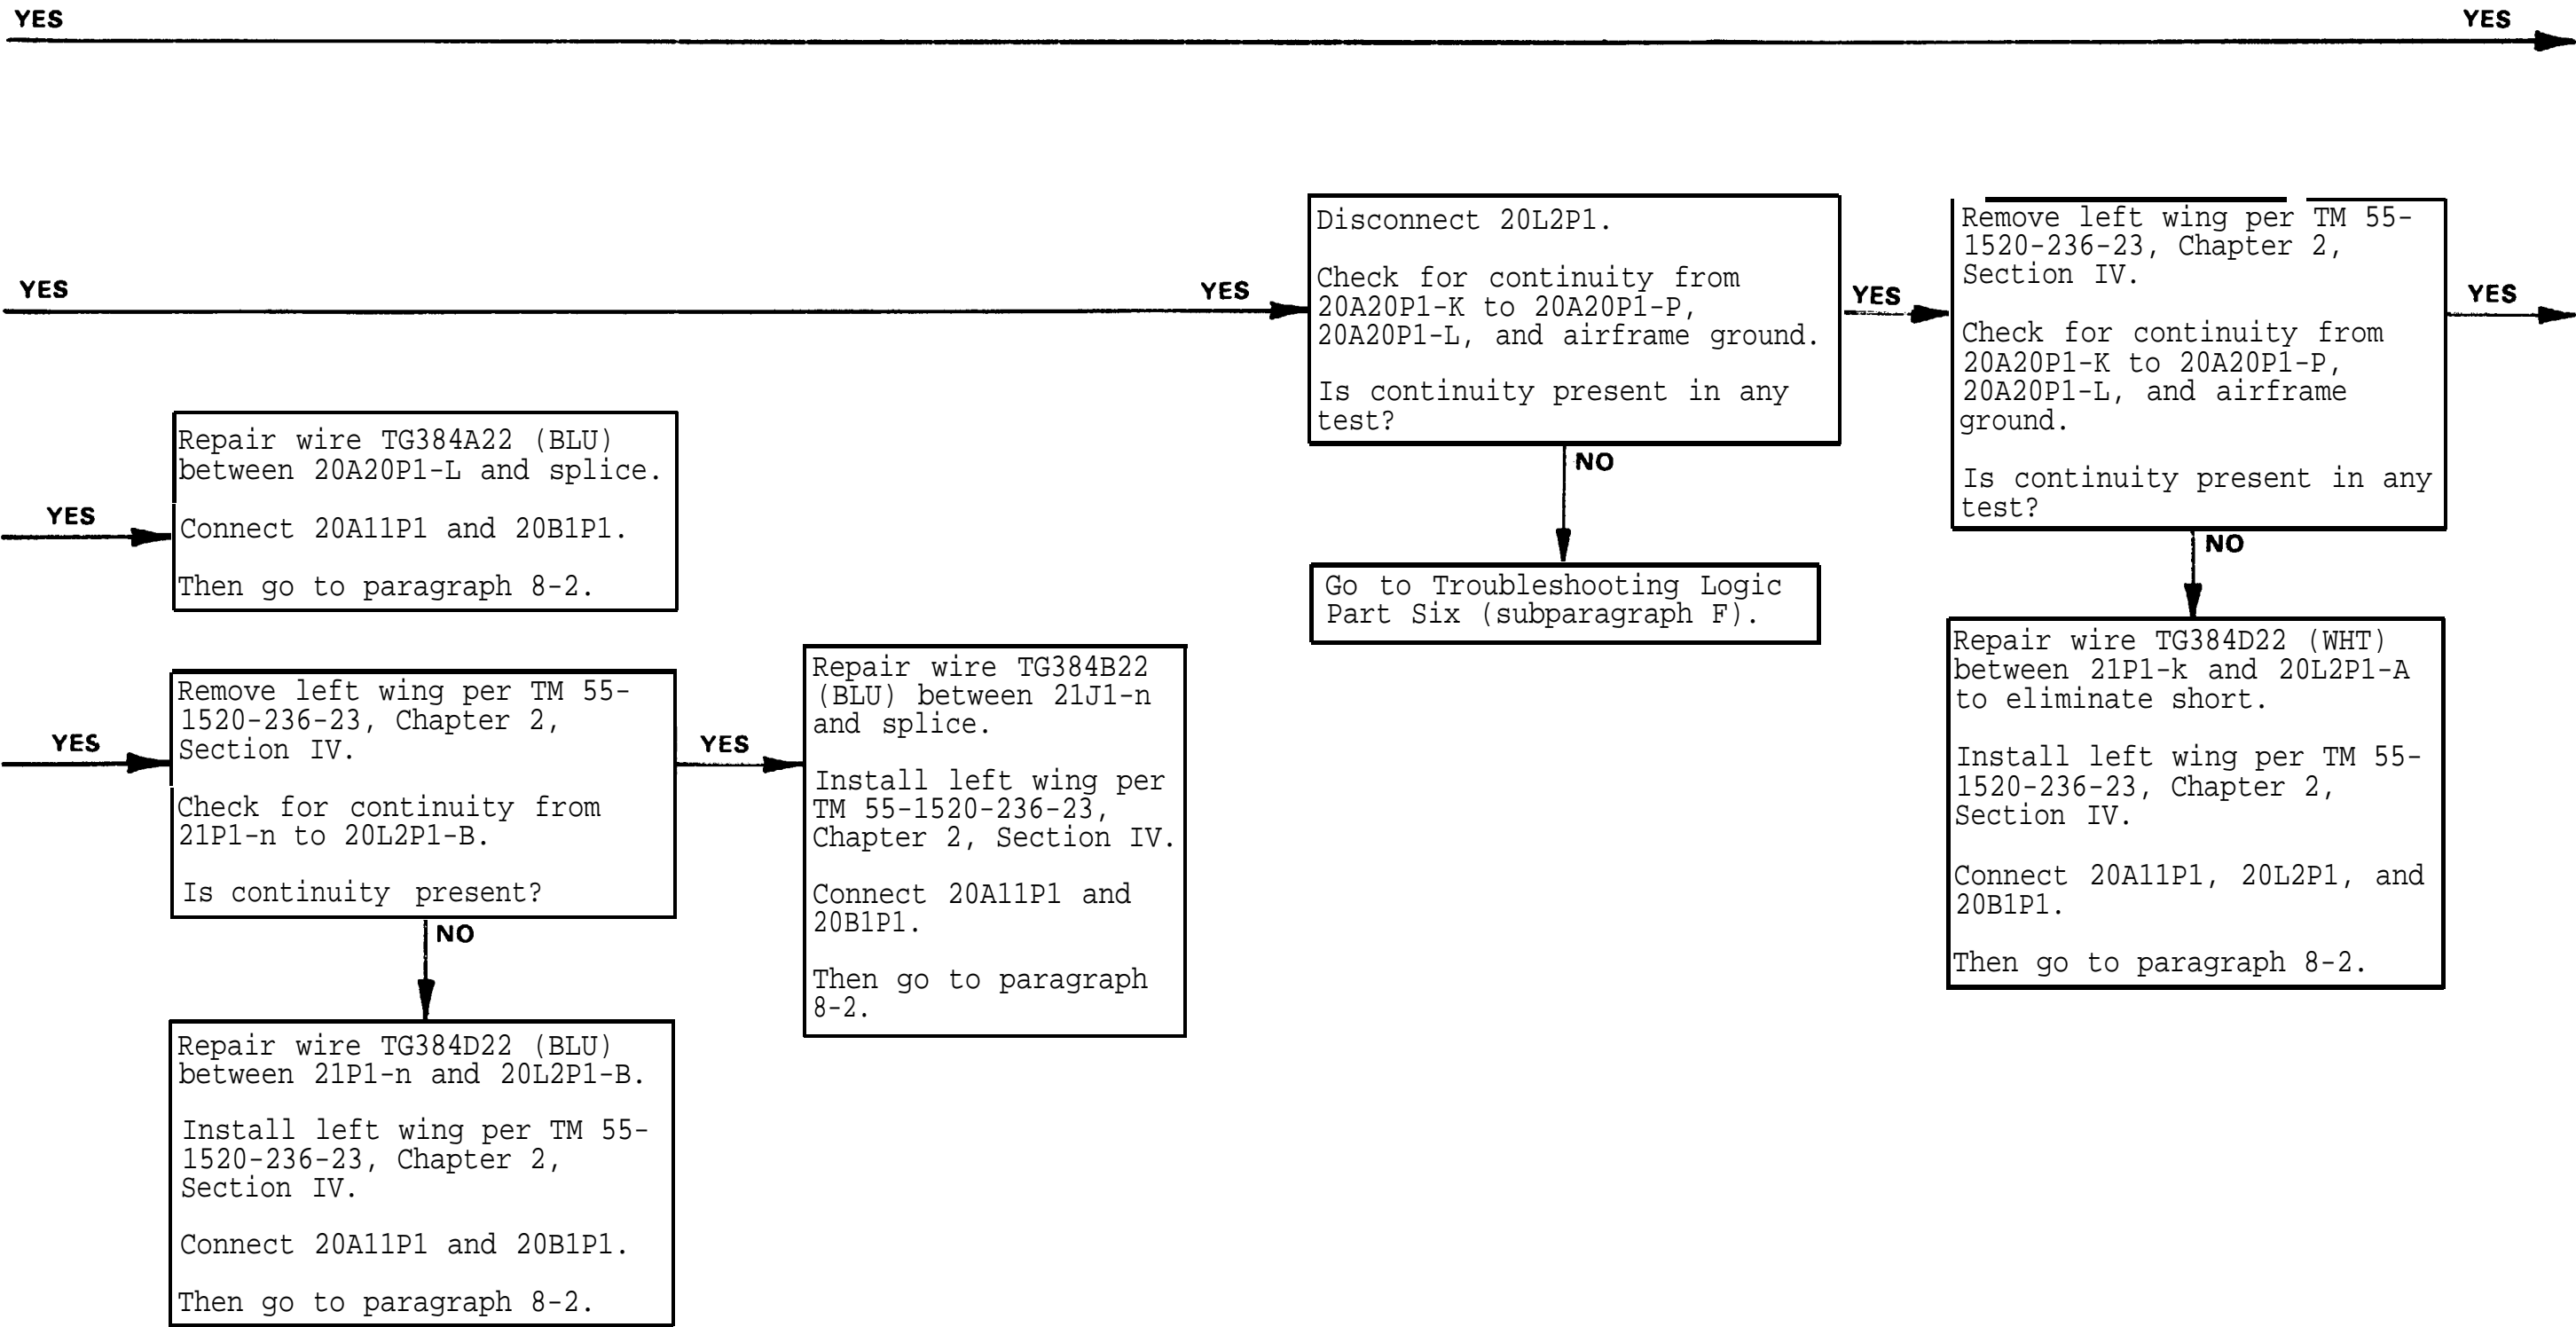 YES
YES
YES
YES
Disconnect 20L2P1.
Check for continuity from
20A20P1-K to 20A20P1-P,
20A20P1-L, and airframe ground.
Is continuity present in any
test?
YES
Remove left wing per TM 55-
1520-236-23, Chapter 2,
Section IV.
Check for continuity from
20A20P1-K to 20A20P1-P,
20A20P1-L, and airframe
ground.
Is continuity present in any
test?
YES
NO
Go to Troubleshooting Logic
Part Six (subparagraph F).
NO
Repair wire TG384D22 (WHT)
between 21P1-k and 20L2P1-A
to eliminate short.
Install left wing per TM 55-
1520-236-23, Chapter 2,
Section IV.
Connect 20A11P1, 20L2P1, and
20B1P1.
Then go to paragraph 8-2.
YES
Repair wire TG384A22 (BLU)
between 20A20P1-L and splice.
Connect 20A11P1 and 20B1P1.
Then go to paragraph 8-2.
YES
Remove left wing per TM 55-
1520-236-23, Chapter 2,
Section IV.
Check for continuity from
21P1-n to 20L2P1-B.
Is continuity present?
YES
Repair wire TG384B22
(BLU) between 21J1-n
and splice.
Install left wing per
TM 55-1520-236-23,
Chapter 2, Section IV.
Connect 20A11P1 and
20B1P1.
Then go to paragraph
8-2.
NO
Repair wire TG384D22 (BLU)
between 21P1-n and 20L2P1-B.
Install left wing per TM 55-
1520-236-23, Chapter 2,
Section IV.
Connect 20A11P1 and 20B1P1.
Then go to paragraph 8-2.